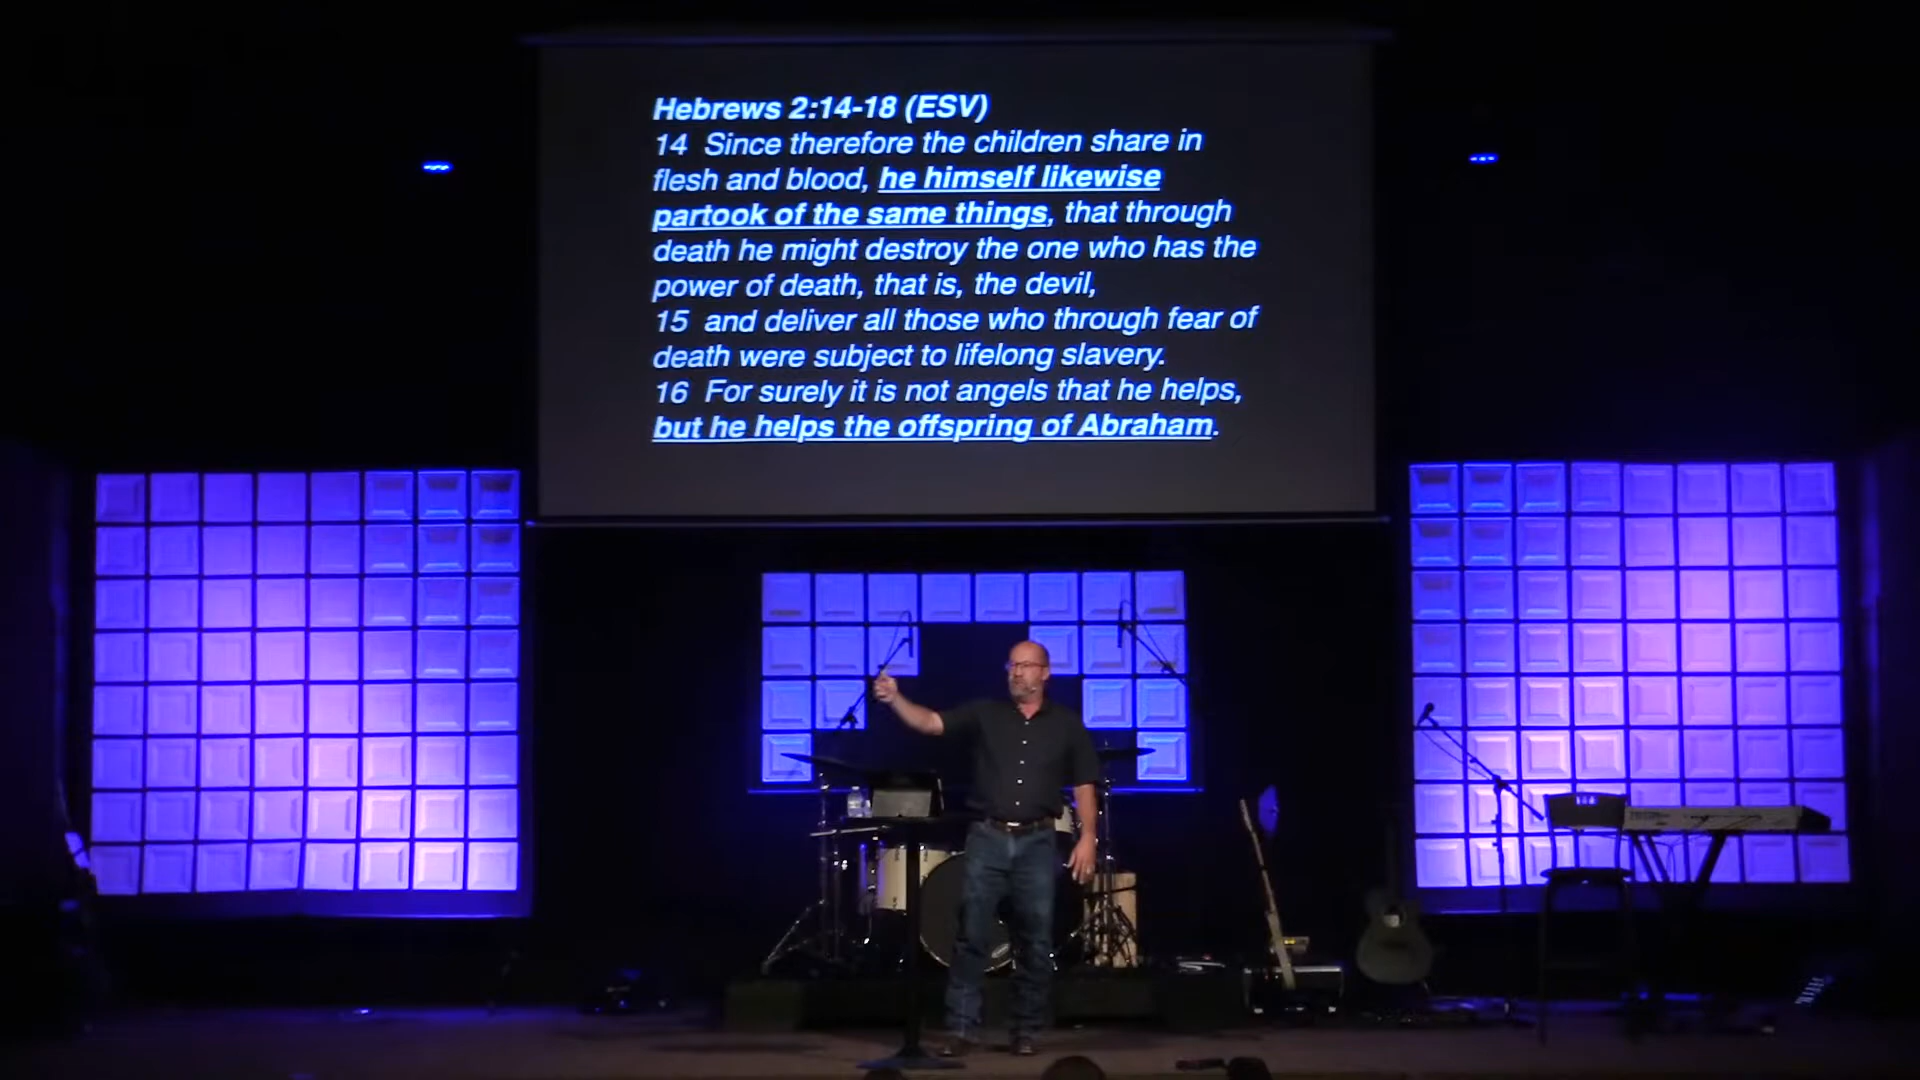 Hebrews 2:14-18 (ESV)
14 Since therefore the children share in
flesh and blood, he himself likewise
partook of the same things, that through
death he might destroy the one who has the
power of death, that is, the devil,
15 and deliver all those who through fear of
death were subject to lifelong slavery.
16 For surely it is not angels that he helps,
but he helps the offspring of Abraham.